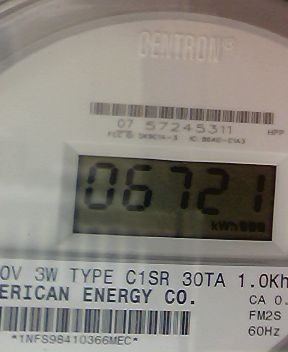 CENTRON®
07 57245311
HPP
06721
kWh
0V 3W TYPE C1SR 30TA 1.0Kh
ERICAN ENERGY CO.
CA 0.
FM2S
60Hz
*1NFS98410366MEC*